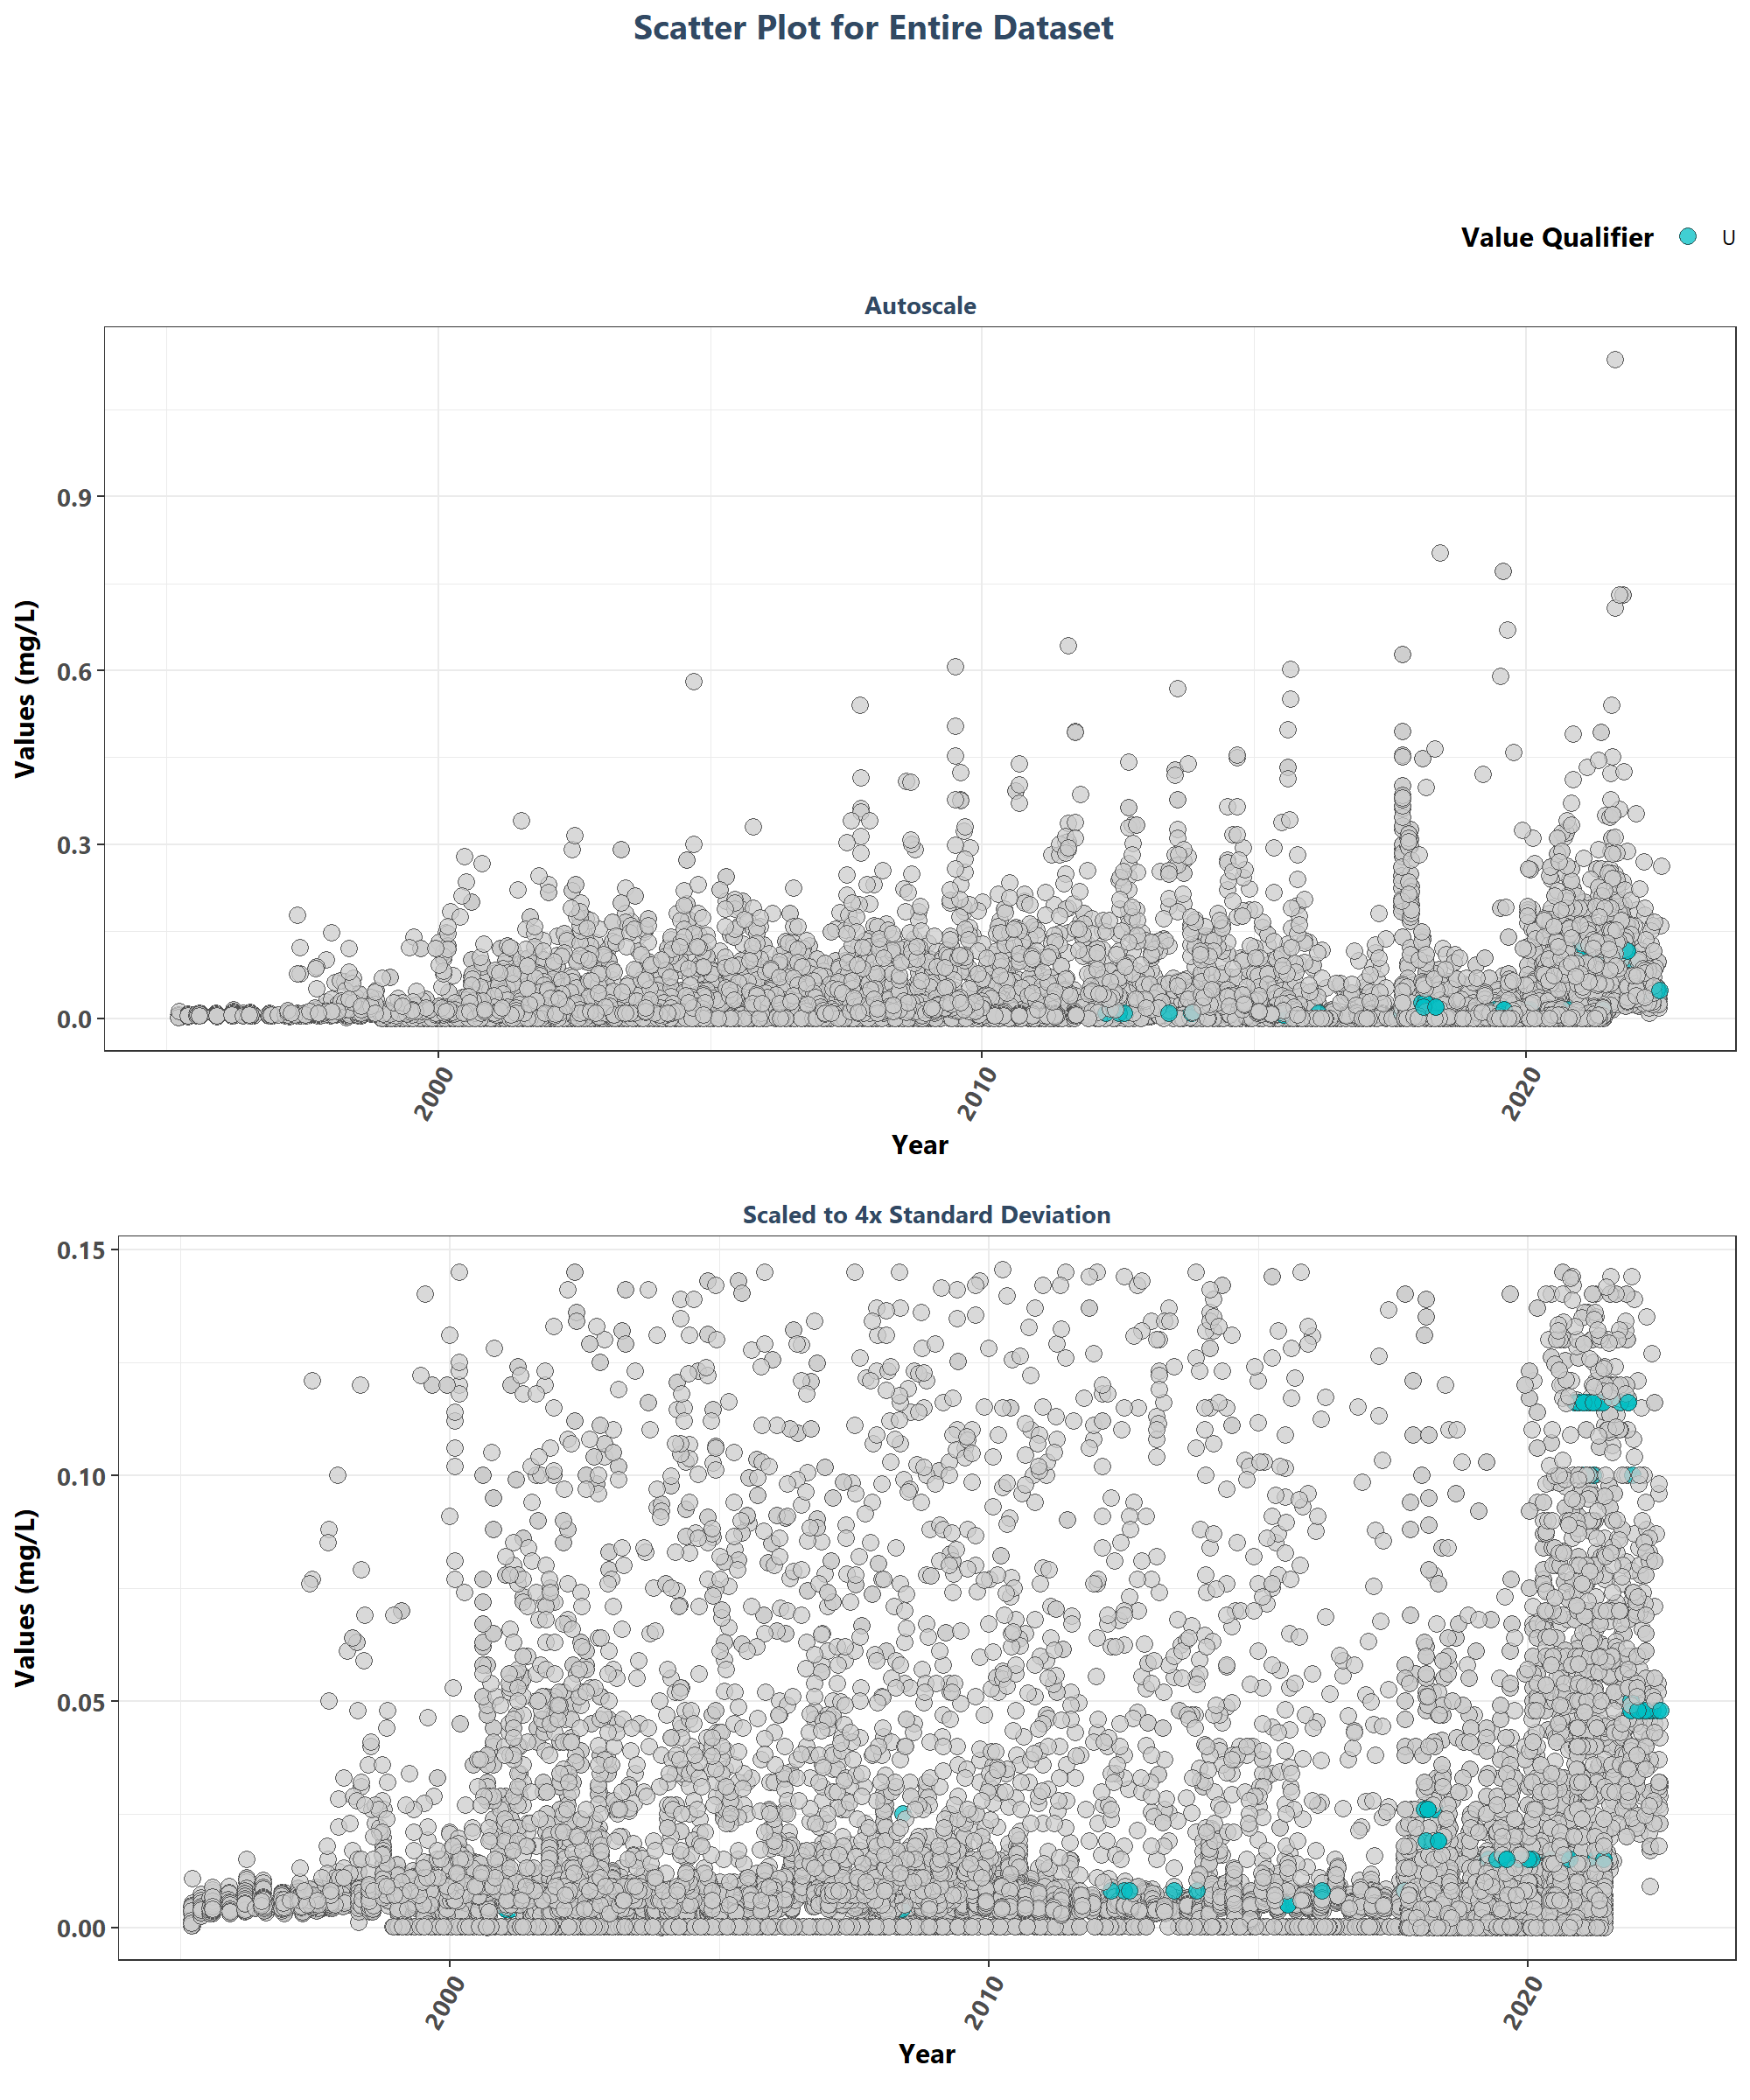 Scatter Plot for Entire Dataset
Value Qualifier U
Autoscale
Values (mg/L)
0.9
0.6
0.3
0.0
2000 2010 2020
Year
Scaled to 4x Standard Deviation
Values (mg/L)
0.15
0.10
0.05
0.00
2000 2010 2020
Year